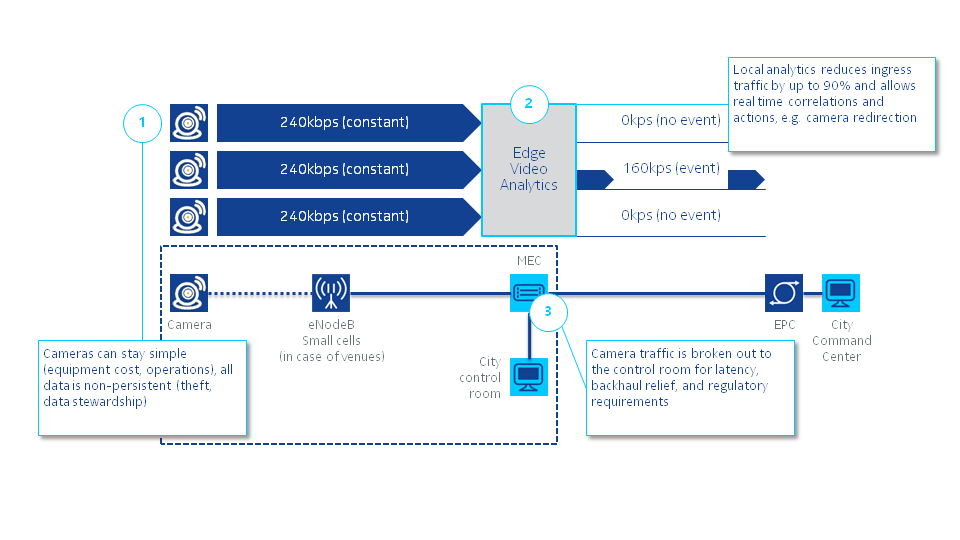 Local analytics reduces ingress
traffic by up to 90% and allows
real time correlations and
actions, e.g. camera redirection
1
2
240kbps (constant)
0kps (no event)
240kbps (constant)
Edge
Video
Analytics
160kps (event)
240kbps (constant)
0kps (no event)
MEC
3
Camera
eNodeB
Small cells
(in case of venues)
EPC
City
Command
Center
Cameras can stay simple
(equipment cost, operations), all
data is non-persistent (theft,
data stewardship)
City
control
room
Camera traffic is broken out to
the control room for latency,
backhaul relief, and regulatory
requirements